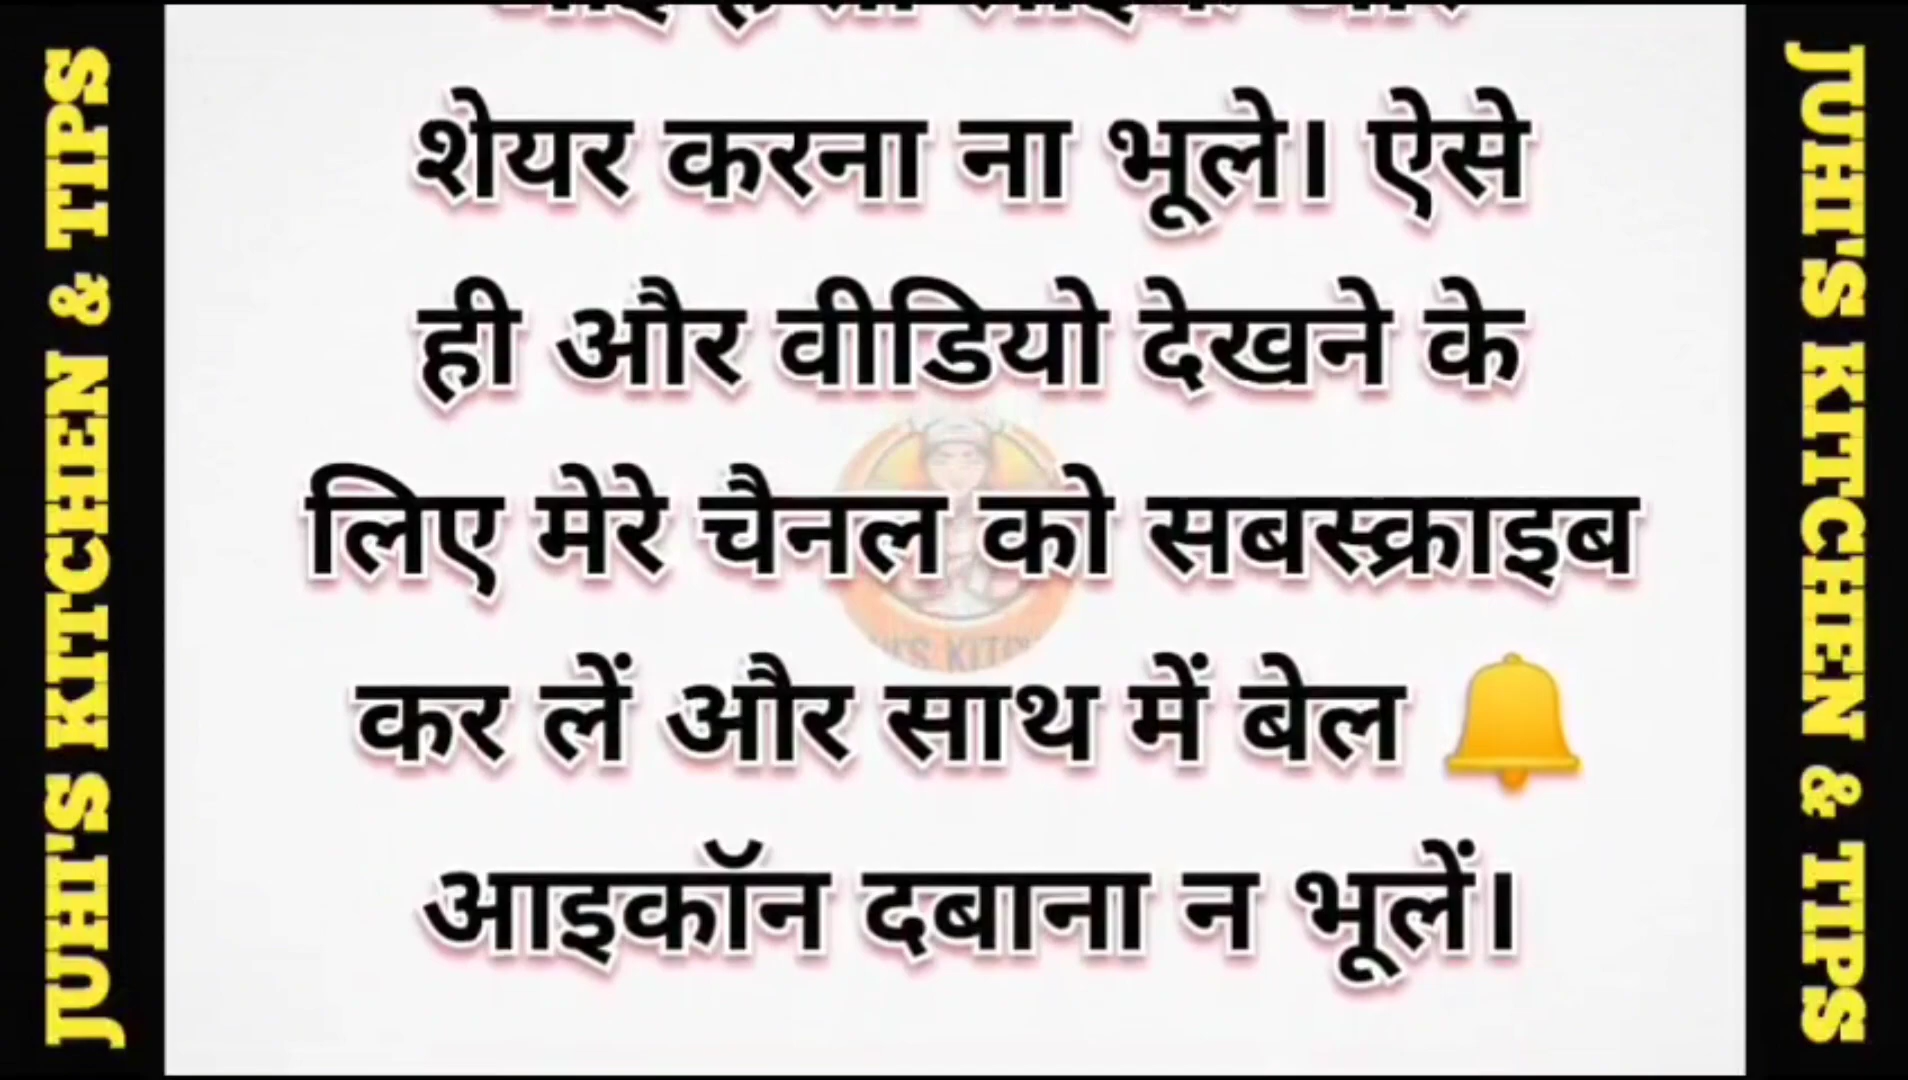 JUHI'S KITCHEN & TIPS
शेयर करना ना भूले। ऐसे
ही और वीडियो देखने के
लिए मेरे चैनल को सबस्क्राइब
कर लें और साथ में बेल 🔔
आइकॉन दबाना न भूलें।
JUHI'S KITCHEN & TIPS